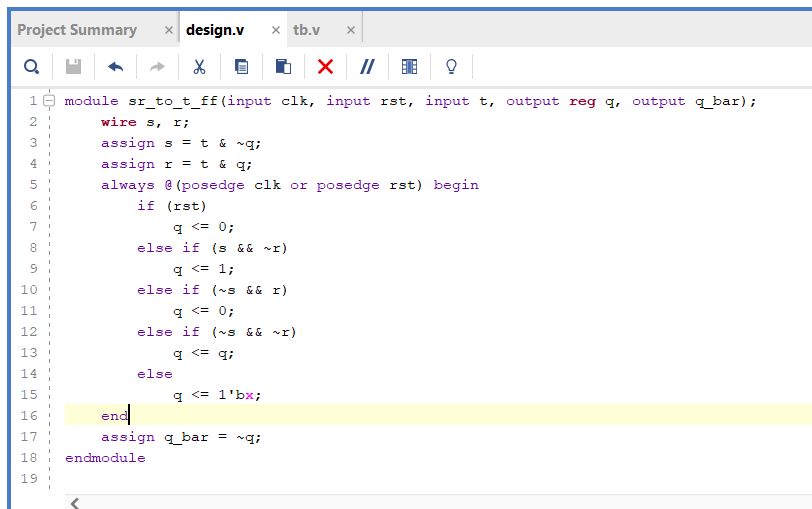 Project Summary × design.v × tb.v ×
1 module sr_to_t_ff(input clk, input rst, input t, output reg q, output q_bar);
2     wire s, r;
3     assign s = t & ~q;
4     assign r = t & q;
5     always @(posedge clk or posedge rst) begin
6         if (rst)
7             q <= 0;
8         else if (s && ~r)
9             q <= 1;
10         else if (~s && r)
11             q <= 0;
12         else if (~s && ~r)
13             q <= q;
14         else
15             q <= 1'bx;
16     end
17     assign q_bar = ~q;
18 endmodule
19